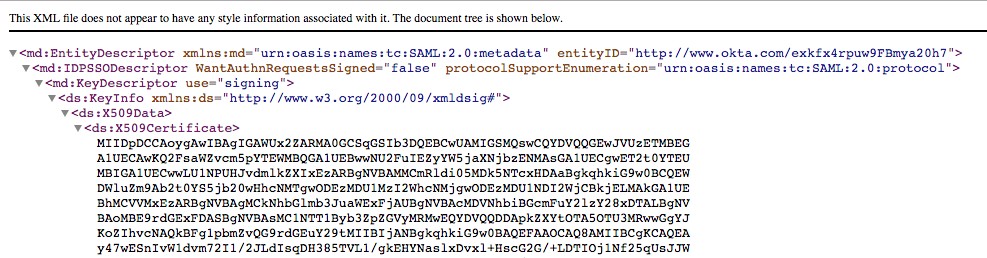 This XML file does not appear to have any style information associated with it. The document tree is shown below.
▼<md:EntityDescriptor xmlns:md="urn:oasis:names:tc:SAML:2.0:metadata" entityID="http://www.okta.com/exkfx4rpuw9FBmya20h7">
▼<md:IDPSSODescriptor WantAuthnRequestsSigned="false" protocolSupportEnumeration="urn:oasis:names:tc:SAML:2.0:protocol">
▼<md:KeyDescriptor use="signing">
▼<ds:KeyInfo xmlns:ds="http://www.w3.org/2000/09/xmldsig#">
▼<ds:X509Data>
▼<ds:X509Certificate>
MIIDpDCCAoygAwIBAgIGAWUx2ZARMA0GCSqGSIb3DQEBCwUAMIGSMQswCQYDVQQGEwJVUzETMBEG
A1UECAwKQ2FsaWZvcm5pYTEWMBQGA1UEBwwNU2FuIEZyYW5jaXNjbzENMAsGA1UECgwET2t0YTEU
MBIGA1UECwwLU1NPUHJvdmlkZXIxEzARBgNVBAMMCmRldi05MDk5NTcxHDAaBgkqhkiG9w0BCQEW
DWluZm9Ab2t0YS5jb20wHhcNMTgwODEzMDU1MzI2WhcNMjgwODEzMDU1NDI2WjCBkjELMAkGA1UE
BhMCVVMxEzARBgNVBAgMCkNhbGlmb3JuaWExFjAUBgNVBAcMDVNhbiBGcmFuY2lzY28xDTALBgNV
BAoMBE9rdGExFDASBgNVBAsMC1NTT1Byb3ZpZGVyMRMwEQYDVQQDDApkZXYtOTA5OTU3MRwwGgYJ
KoZIhvcNAQkBFg1pbmZvQG9rdGEuY29tMIIBIjANBgkqhkiG9w0BAQEFAAOCAQ8AMIIBCgKCAQEA
y47wESnIvW1dvm72I1/2JLdIsqDH385TVL1/gkEHYNaslxDvxl+HscG2G/+LDTIOj1Nf25qUsJJW